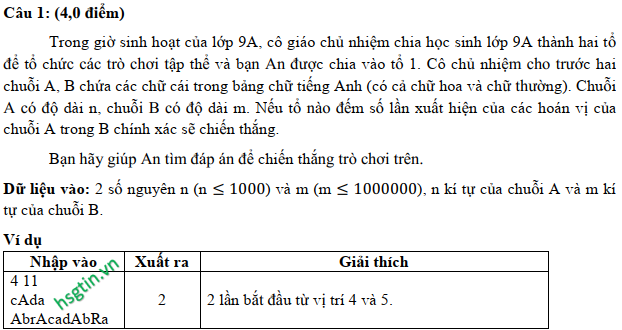 Câu 1: (4,0 điểm)
Trong giờ sinh hoạt của lớp 9A, cô giáo chủ nhiệm chia học sinh lớp 9A thành hai tổ
để tổ chức các trò chơi tập thể và bạn An được chia vào tổ 1. Cô chủ nhiệm cho trước hai
chuỗi A, B chứa các chữ cái trong bảng chữ tiếng Anh (có cả chữ hoa và chữ thường). Chuỗi
A có độ dài n, chuỗi B có độ dài m. Nếu tổ nào đếm số lần xuất hiện của các hoán vị của
chuỗi A trong B chính xác sẽ chiến thắng.
Bạn hãy giúp An tìm đáp án để chiến thắng trò chơi trên.
Dữ liệu vào: 2 số nguyên n (n ≤ 1000) và m (m ≤ 1000000), n kí tự của chuỗi A và m kí
tự của chuỗi B.
Ví dụ
Nhập vào Xuất ra Giải thích
4 11
cAda 2 2 lần bắt đầu từ vị trí 4 và 5.
AbrAcadAbRa
hsgtin.vn